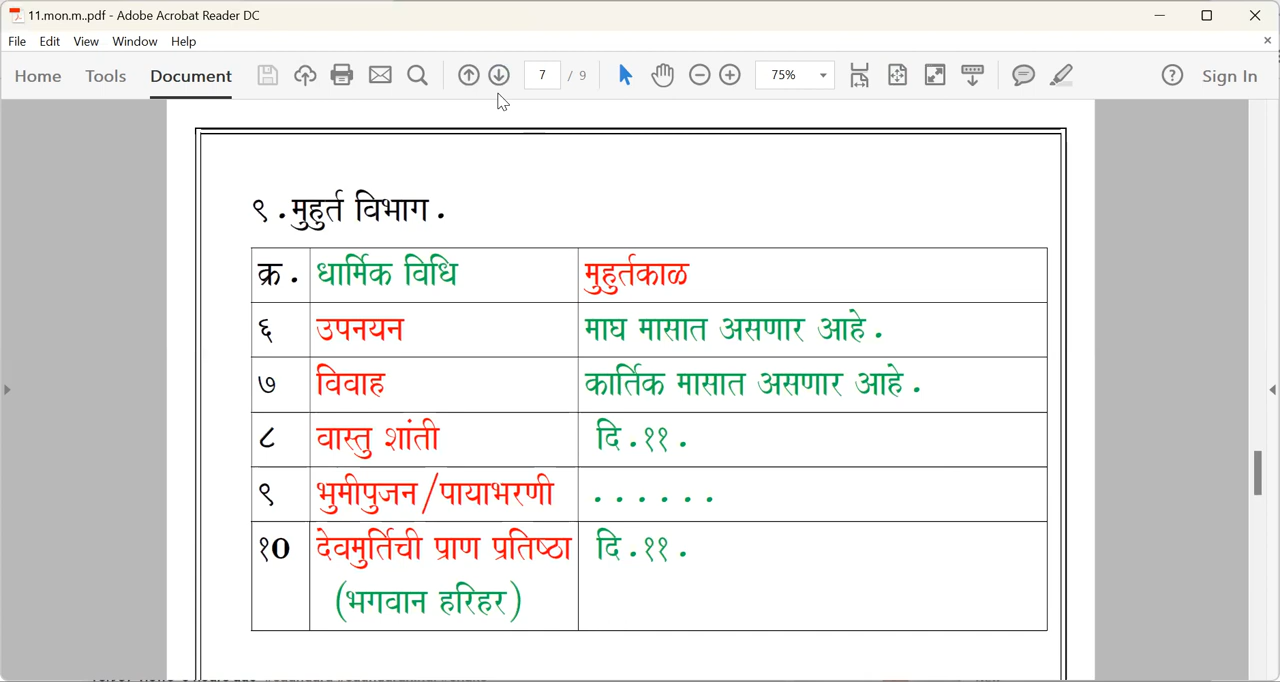 11.mon.m..pdf - Adobe Acrobat Reader DC
File Edit View Window Help
Home Tools Document 7 / 9 75% Sign In
९.मुहुर्त विभाग.
क्र. धार्मिक विधि मुहुर्तकाळ
६ उपनयन माघ मासात असणार आहे.
७ विवाह कार्तिक मासात असणार आहे.
८ वास्तु शांती दि.११.
९ भुमीपुजन/पायाभरणी ......
१० देवमुर्तिची प्राण प्रतिष्ठा दि.११.
(भगवान हरिहर)